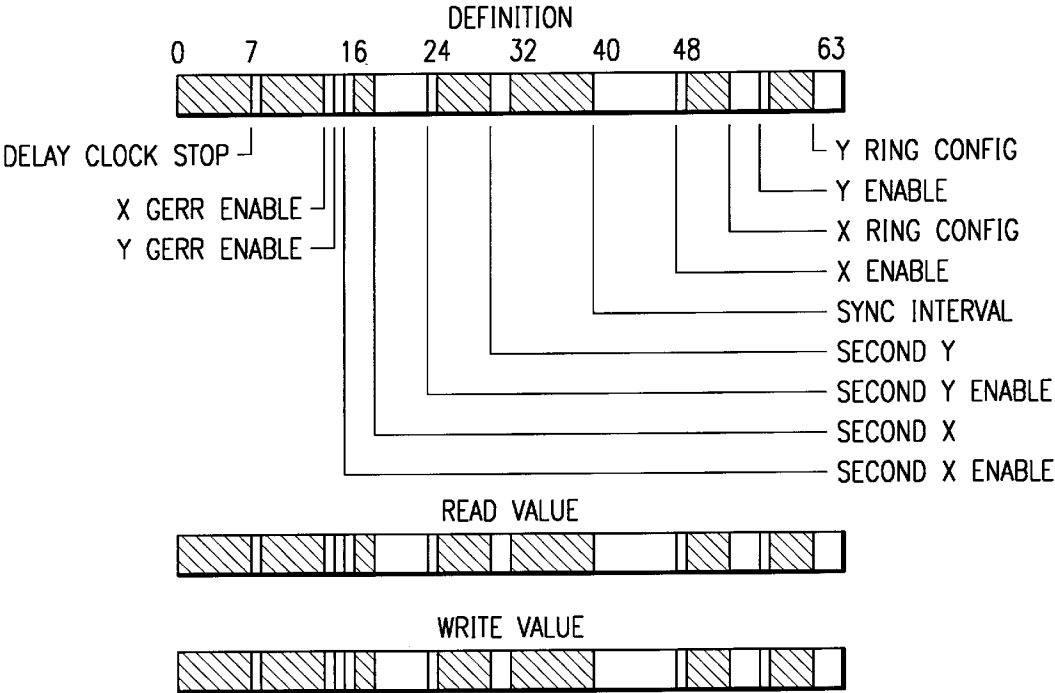 DEFINITION
0 7 16 24 32 40 48 63
DELAY CLOCK STOP
X GERR ENABLE
Y GERR ENABLE
Y RING CONFIG
Y ENABLE
X RING CONFIG
X ENABLE
SYNC INTERVAL
SECOND Y
SECOND Y ENABLE
SECOND X
SECOND X ENABLE
READ VALUE
WRITE VALUE